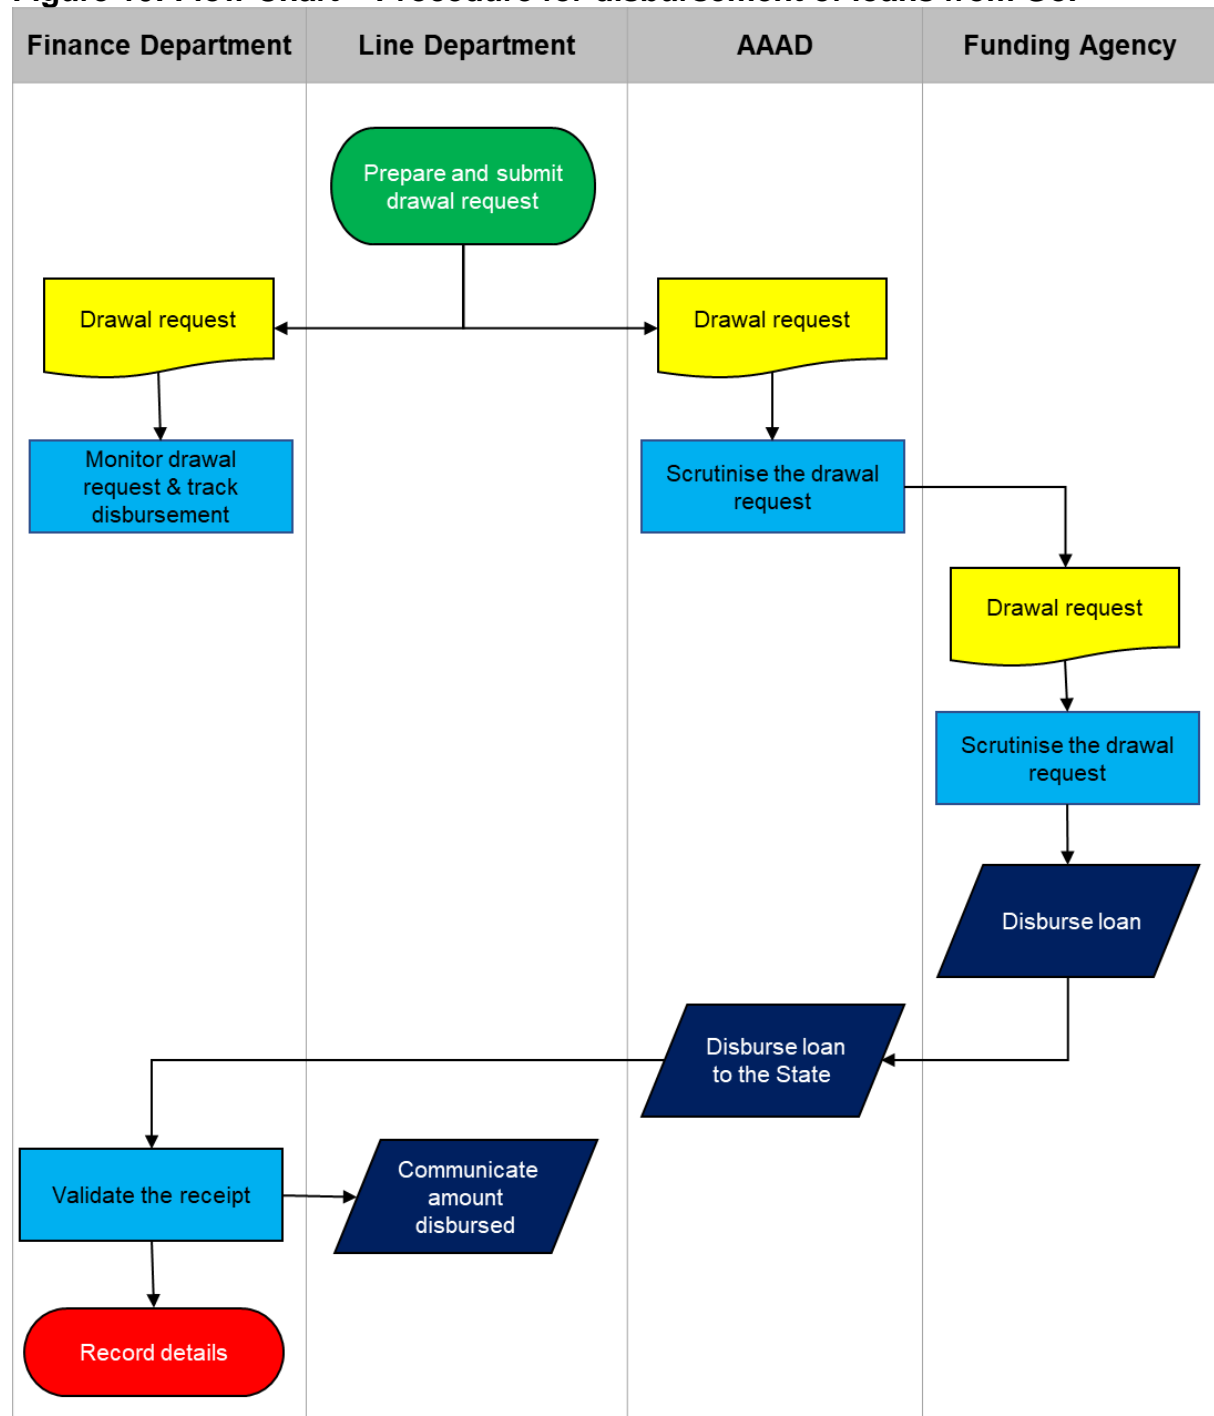 Finance Department
Line Department
AAAD
Funding Agency
Prepare and submit
drawal request
Drawal request
Drawal request
Monitor drawal
request & track
disbursement
Scrutinise the drawal
request
Drawal request
Scrutinise the drawal
request
Disburse loan
Disburse loan
to the State
Validate the receipt
Communicate
amount
disbursed
Record details